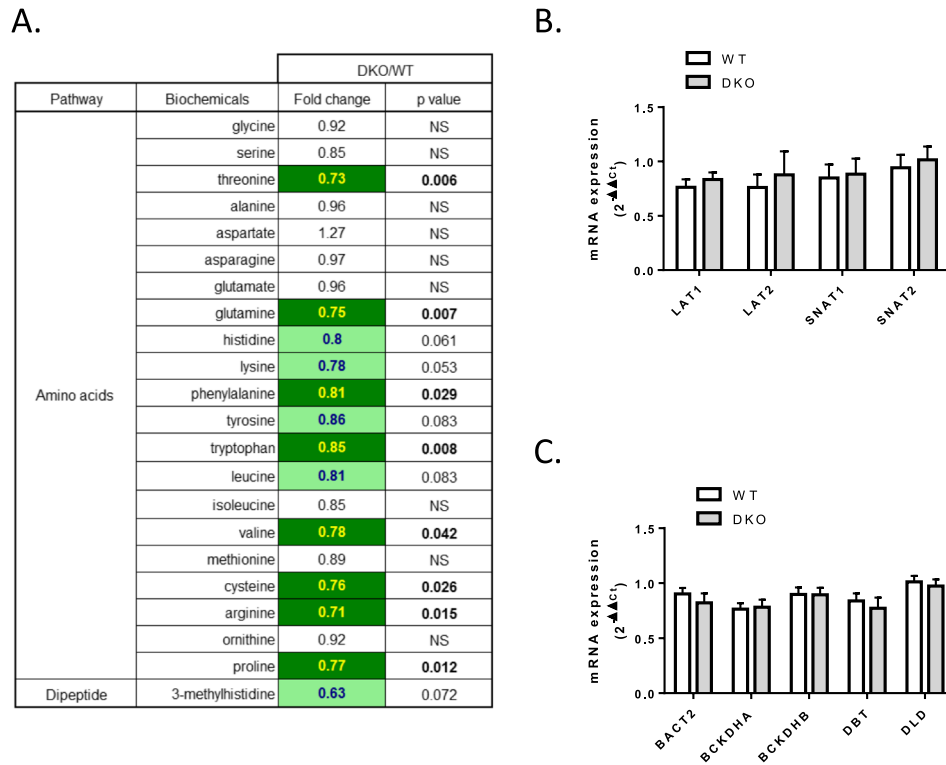 A.
DKO/WT
Pathway Biochemicals Fold change p value
glycine 0.92 NS
serine 0.85 NS
threonine 0.73 0.006
alanine 0.96 NS
aspartate 1.27 NS
asparagine 0.97 NS
glutamate 0.96 NS
glutamine 0.75 0.007
histidine 0.8 0.061
lysine 0.78 0.053
Amino acids phenylalanine 0.81 0.029
tyrosine 0.86 0.083
tryptophan 0.85 0.008
leucine 0.81 0.083
isoleucine 0.85 NS
valine 0.78 0.042
methionine 0.89 NS
cysteine 0.76 0.026
arginine 0.71 0.015
ornithine 0.92 NS
proline 0.77 0.012
Dipeptide 3-methylhistidine 0.63 0.072
B.
WT
DKO
mRNA expression
(2-▲▲Ct)
1.5
1.0
0.5
0.0
LAT1
LAT2
SNAT1
SNAT2
C.
WT
DKO
mRNA expression
(2-▲▲Ct)
1.5
1.0
0.5
0.0
BACT2
BCKDHA
BCKDHB
DBT
DLD